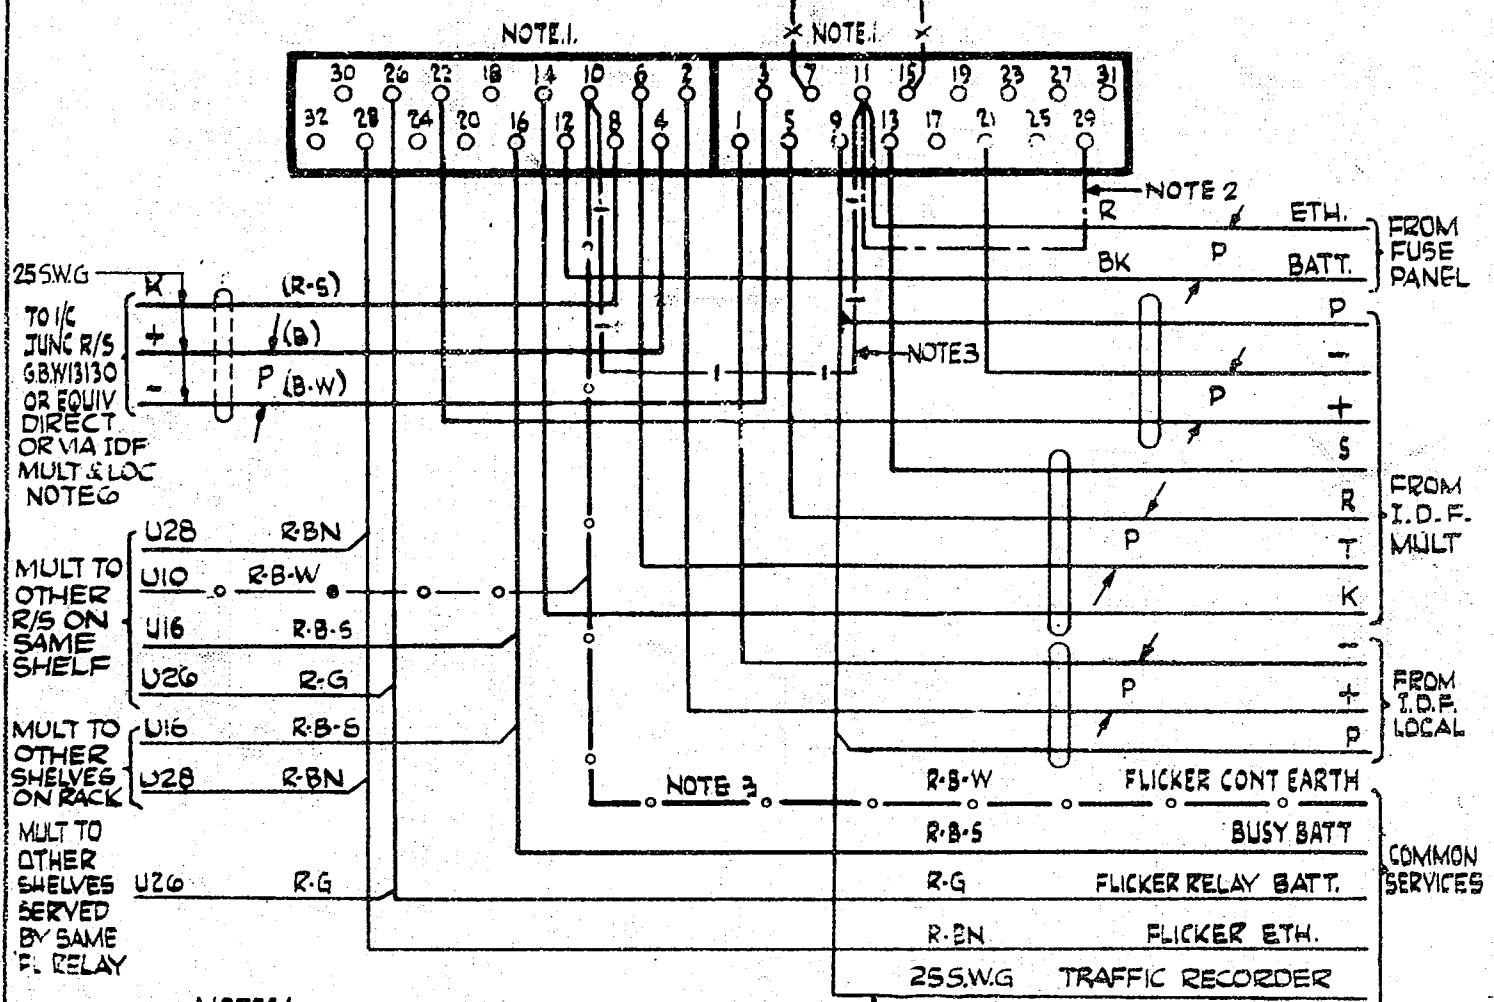 NOTE.1. NOTE.1.
30 26 22 18 14 10 6 2 3 7 11 15 19 23 27 31
32 28 24 20 16 12 8 4 1 5 9 13 17 21 25 29
NOTE 2
R ETH.
P
BK BATT.
FROM
FUSE
PANEL
25 S.W.G
K (R-S)
+ (B)
- P (B-W)
TO I/C
JUNC R/S
G.B.W13130
OR EQUIV
DIRECT
OR VIA IDF
MULT & LOC
NOTE 6
NOTE 3
P
-
P +
S
R
P
T
K
FROM
I.D.F.
MULT
U28 R-BN
U10 R-B-W
U16 R-B-S
U26 R-G
MULT TO
OTHER
R/S ON
SAME
SHELF
-
P +
P
FROM
I.D.F.
LOCAL
U16 R-B-S
U28 R-BN
MULT TO
OTHER
SHELVES
ON RACK
NOTE 3 R-B-W FLICKER CONT EARTH
R-B-S BUSY BATT
R-G FLICKER RELAY BATT.
R-BN FLICKER ETH.
25 S.W.G TRAFFIC RECORDER
COMMON
SERVICES
U26 R-G
MULT TO
OTHER
SHELVES
SERVED
BY SAME
FL RELAY